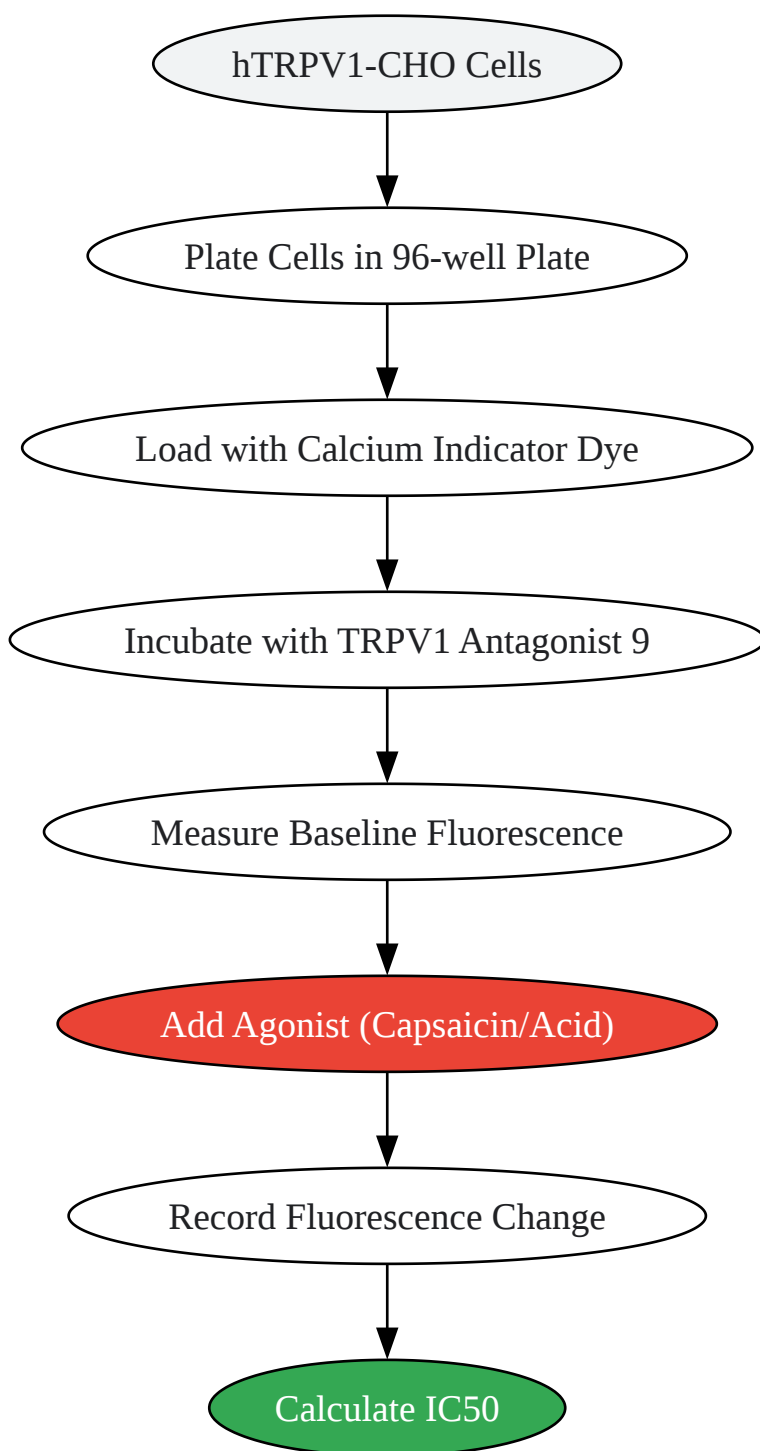 hTRPV1-CHO Cells
Plate Cells in 96-well Plate
Load with Calcium Indicator Dye
Incubate with TRPV1 Antagonist 9
Measure Baseline Fluorescence
Add Agonist (Capsaicin/Acid)
Record Fluorescence Change
Calculate IC50